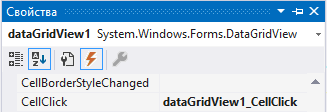 Свойства
dataGridView1 System.Windows.Forms.DataGridView
CellBorderStyleChanged
CellClick dataGridView1_CellClick